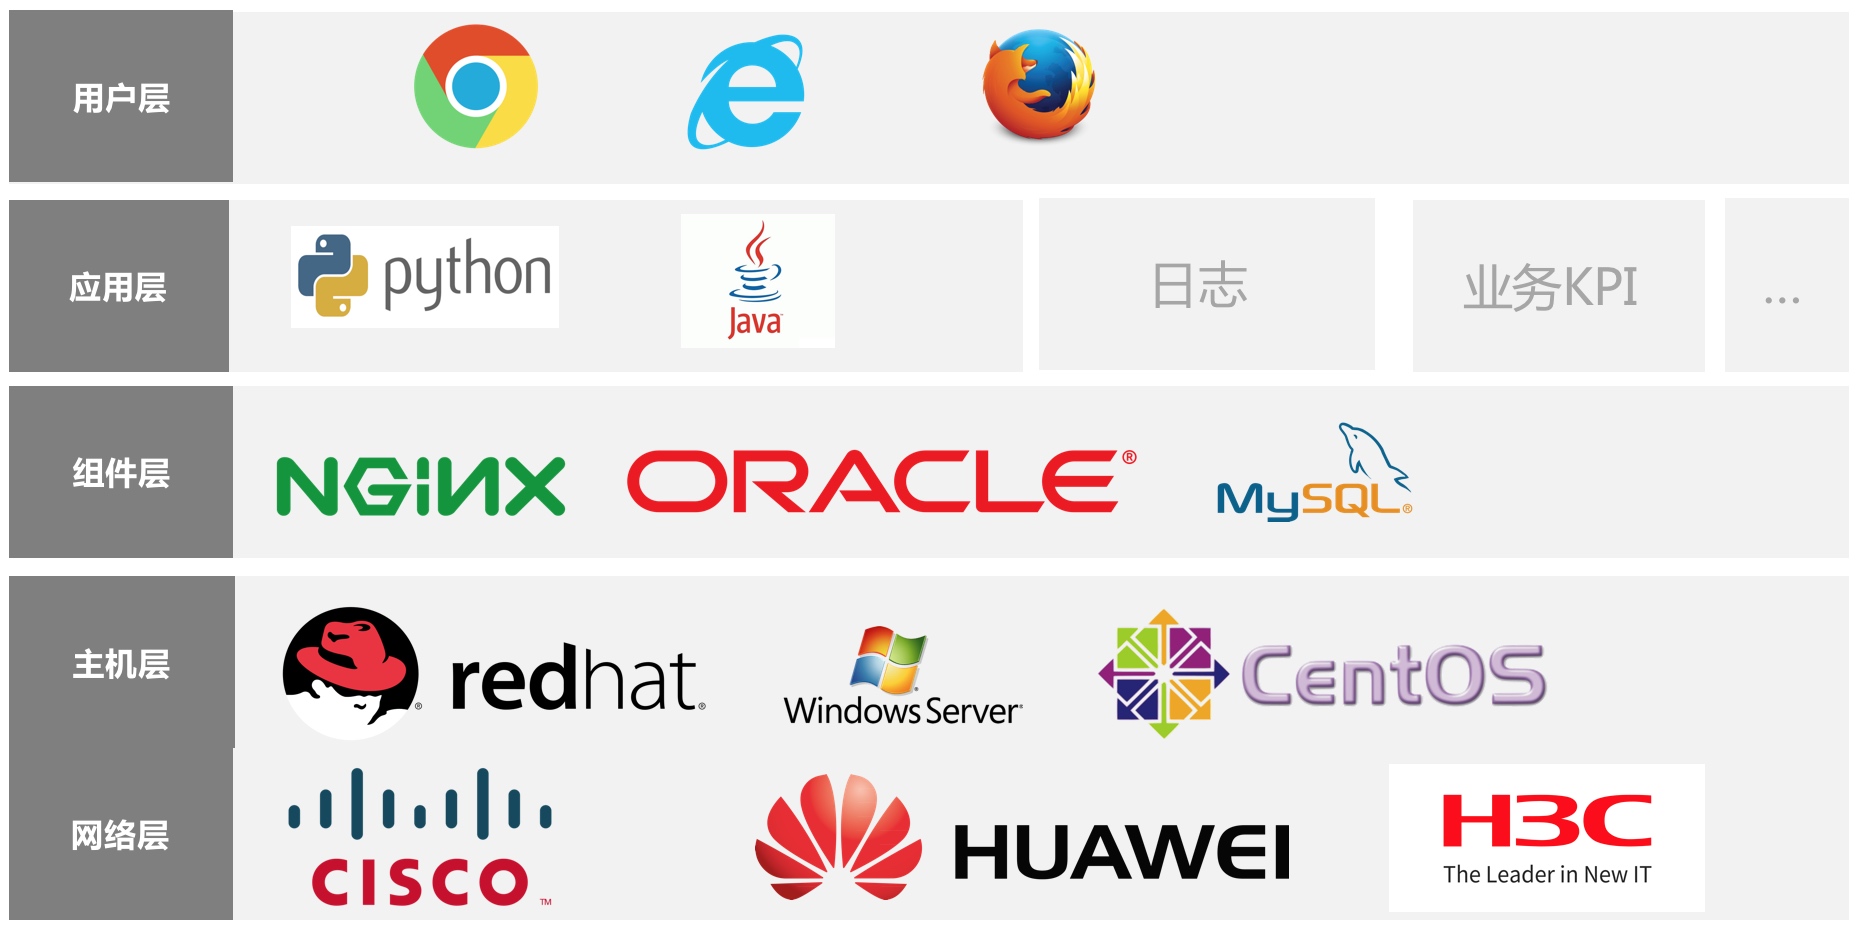 用户层
应用层
python
Java
日志
业务KPI
...
组件层
NGiNX
ORACLE®
MySQL®
主机层
redhat®
Windows Server
CentOS
网络层
CISCO™
HUAWEI
H3C
The Leader in New IT